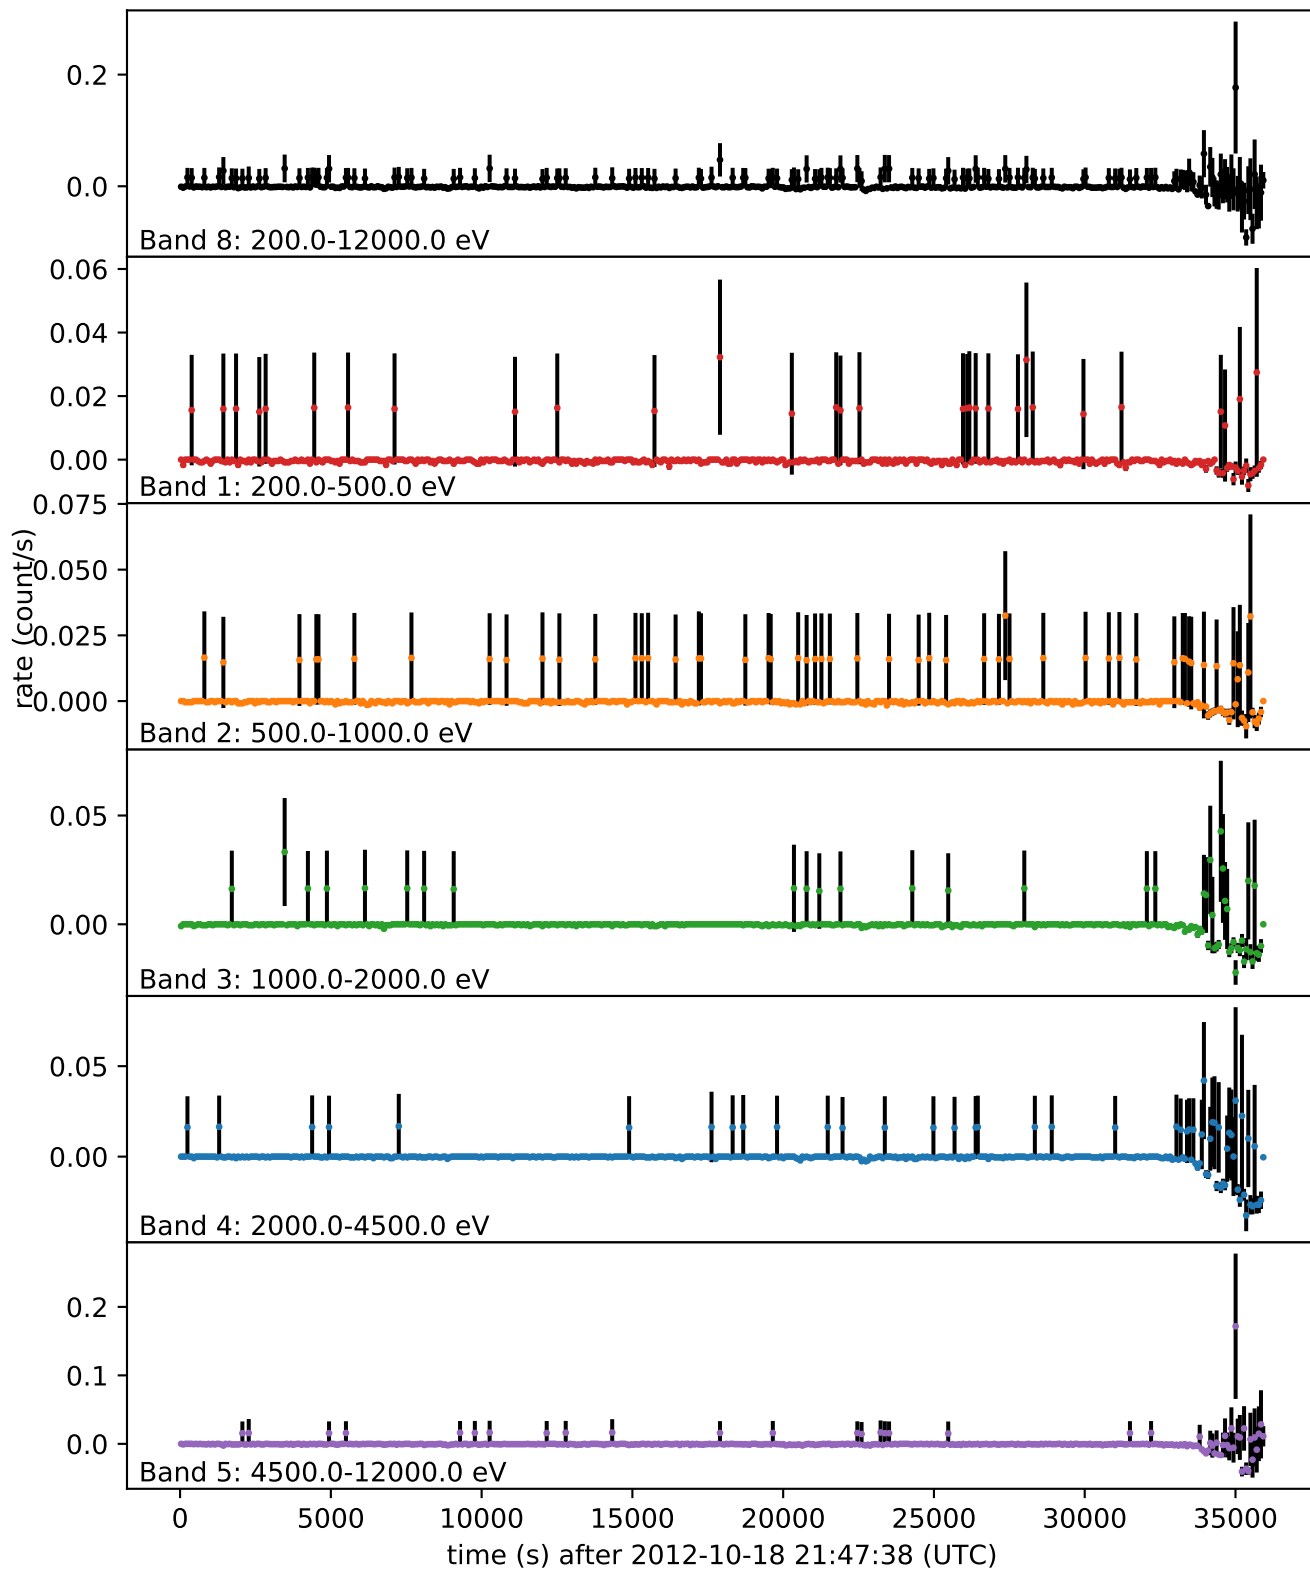 0.2
0.0
Band 8: 200.0-12000.0 eV
0.06
0.04
0.02
0.00
Band 1: 200.0-500.0 eV
rate (count/s)
0.075
0.050
0.025
0.000
Band 2: 500.0-1000.0 eV
0.05
0.00
Band 3: 1000.0-2000.0 eV
0.05
0.00
Band 4: 2000.0-4500.0 eV
0.2
0.1
0.0
Band 5: 4500.0-12000.0 eV
0 5000 10000 15000 20000 25000 30000 35000
time (s) after 2012-10-18 21:47:38 (UTC)